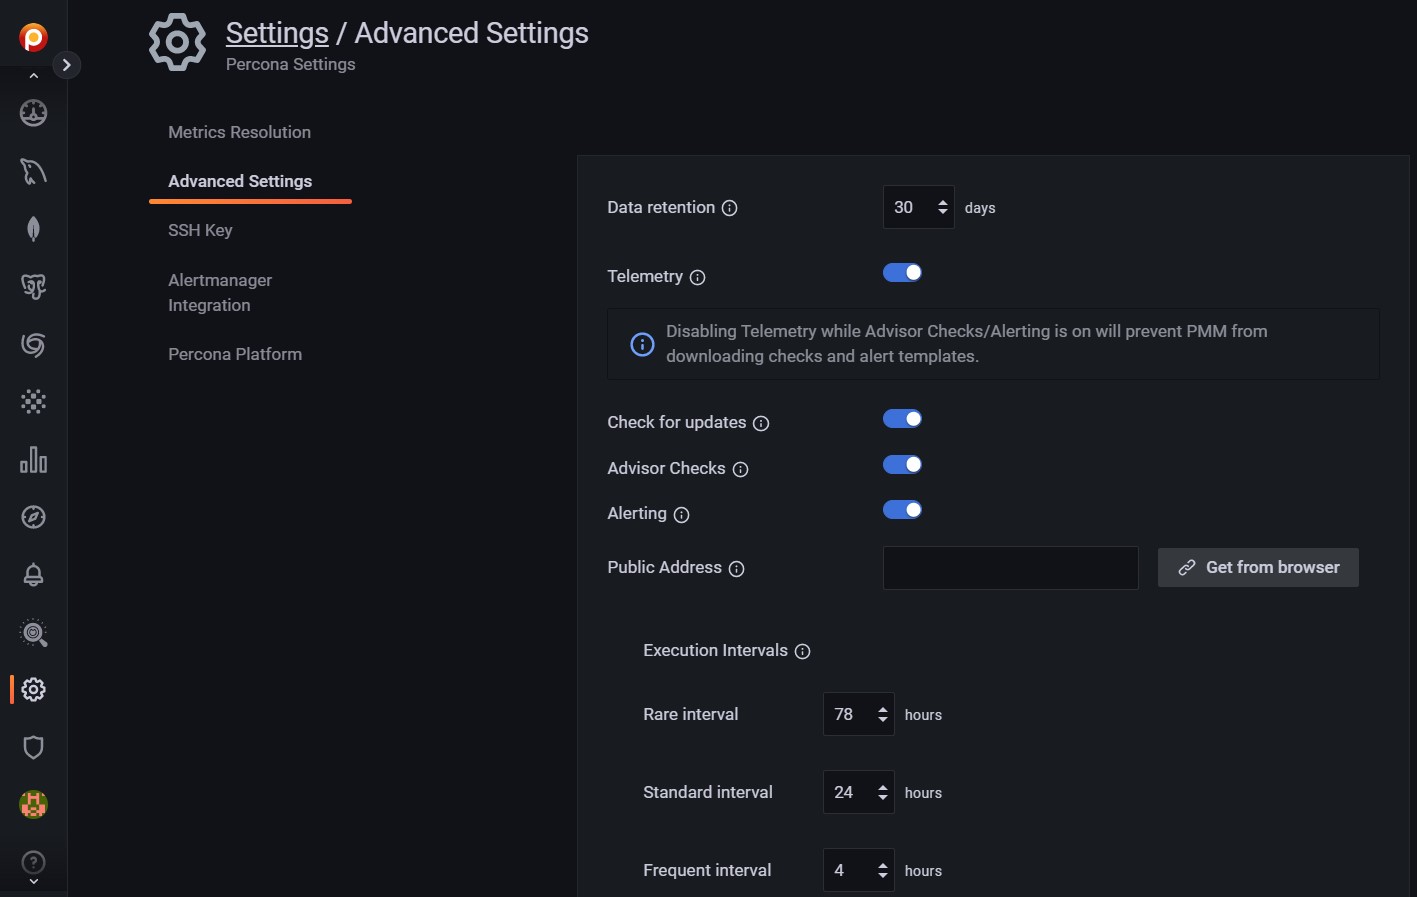 Settings / Advanced Settings
Percona Settings
Metrics Resolution
Advanced Settings
SSH Key
Alertmanager
Integration
Percona Platform
Data retention
30
days
Telemetry
Disabling Telemetry while Advisor Checks/Alerting is on will prevent PMM from
downloading checks and alert templates.
Check for updates
Advisor Checks
Alerting
Public Address
Get from browser
Execution Intervals
Rare interval
78
hours
Standard interval
24
hours
Frequent interval
4
hours